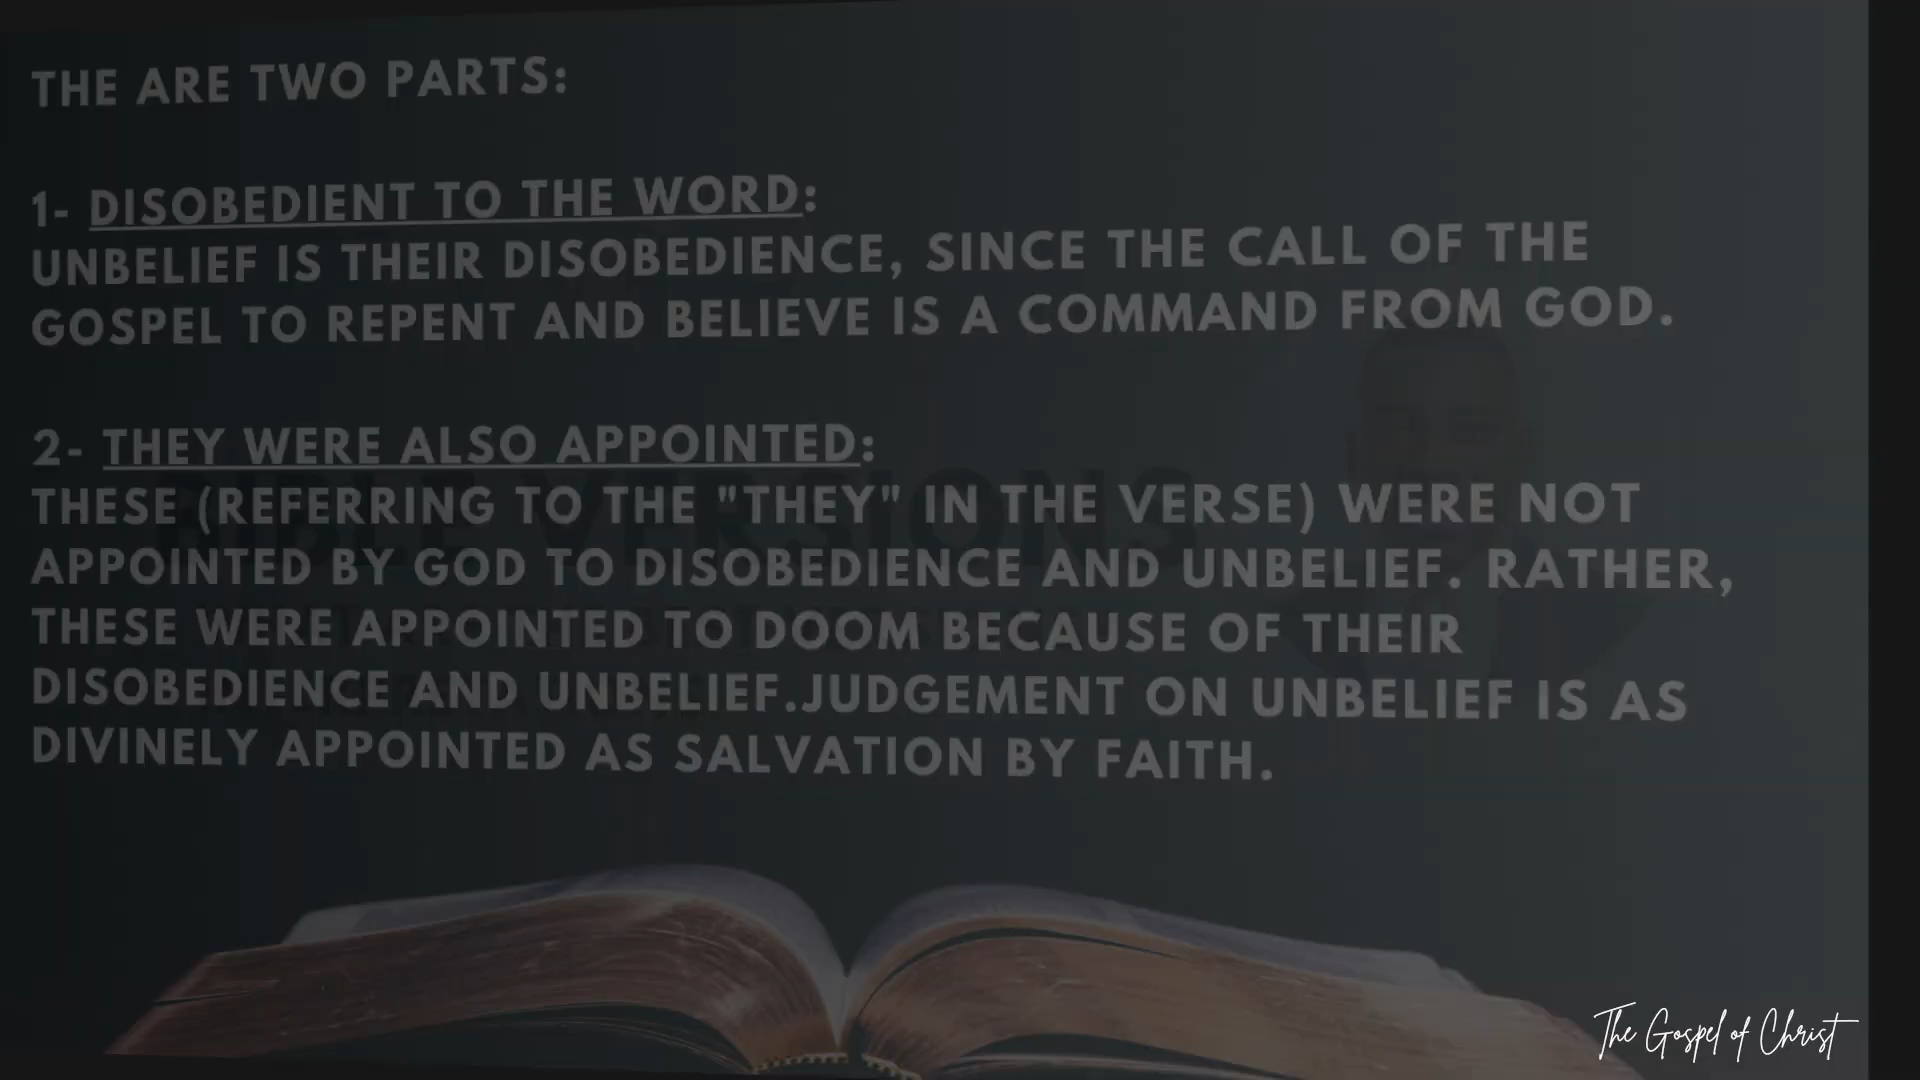 THE ARE TWO PARTS:
1- DISOBEDIENT TO THE WORD:
UNBELIEF IS THEIR DISOBEDIENCE, SINCE THE CALL OF THE
GOSPEL TO REPENT AND BELIEVE IS A COMMAND FROM GOD.
2- THEY WERE ALSO APPOINTED:
THESE (REFERRING TO THE "THEY" IN THE VERSE) WERE NOT
APPOINTED BY GOD TO DISOBEDIENCE AND UNBELIEF. RATHER,
THESE WERE APPOINTED TO DOOM BECAUSE OF THEIR
DISOBEDIENCE AND UNBELIEF.JUDGEMENT ON UNBELIEF IS AS
DIVINELY APPOINTED AS SALVATION BY FAITH.
BIBLE VERSIONS
The Gospel of Christ